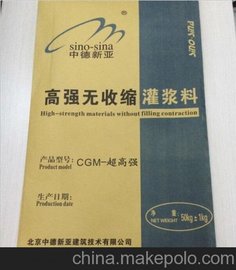 sino-sina
中德新亚
高强无收缩灌浆料
High-strength materials without filling contraction
产品型号:
Product model
CGM-超高强
生产日期:
Production date
净 重:
NET WEIGHT:
50kg±1kg
北京中德新亚建筑技术有限公司
china.makepolo.com